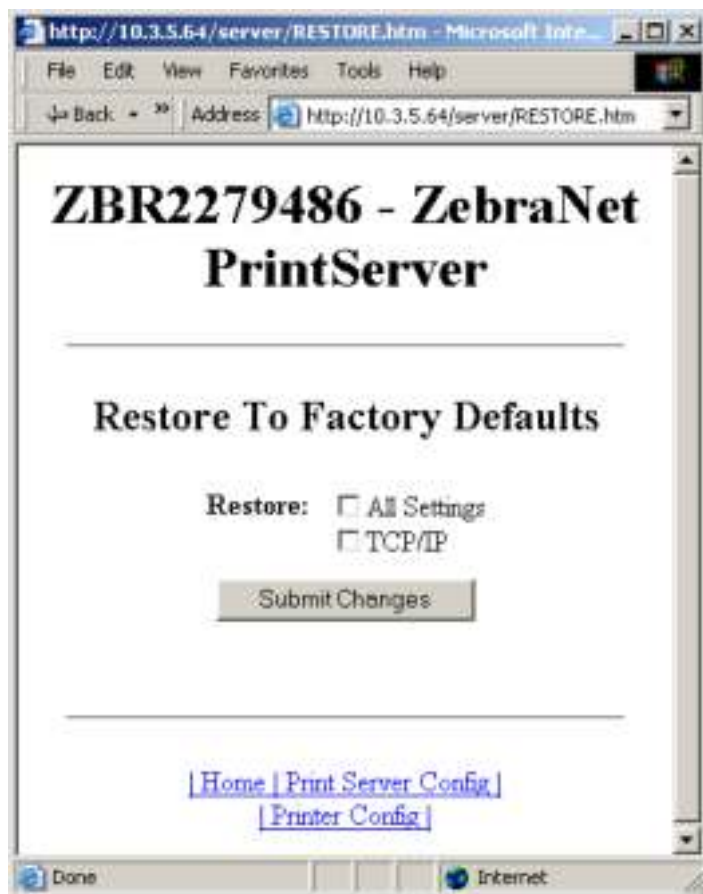 http://10.3.5.64/server/RESTORE.htm - Microsoft Inte...
File Edit View Favorites Tools Help
Back » Address http://10.3.5.64/server/RESTORE.htm
ZBR2279486 - ZebraNet
PrintServer
Restore To Factory Defaults
Restore: All Settings
TCP/IP
Submit Changes
| Home | Print Server Config |
| Printer Config |
Done Internet